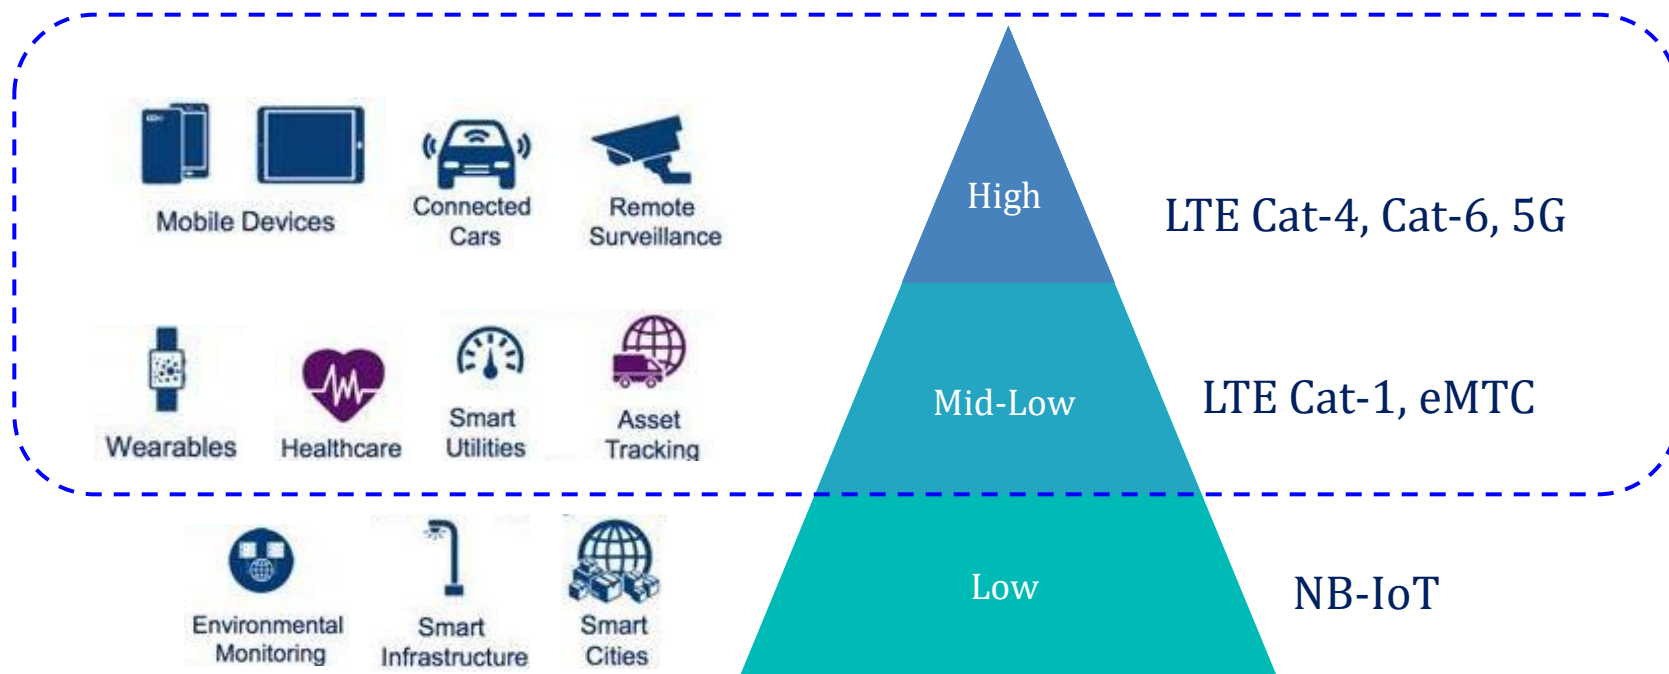 Mobile Devices
Connected
Cars
Remote
Surveillance
High
LTE Cat-4, Cat-6, 5G
Wearables
Healthcare
Smart
Utilities
Asset
Tracking
Mid-Low
LTE Cat-1, eMTC
Environmental
Monitoring
Smart
Infrastructure
Smart
Cities
Low
NB-IoT